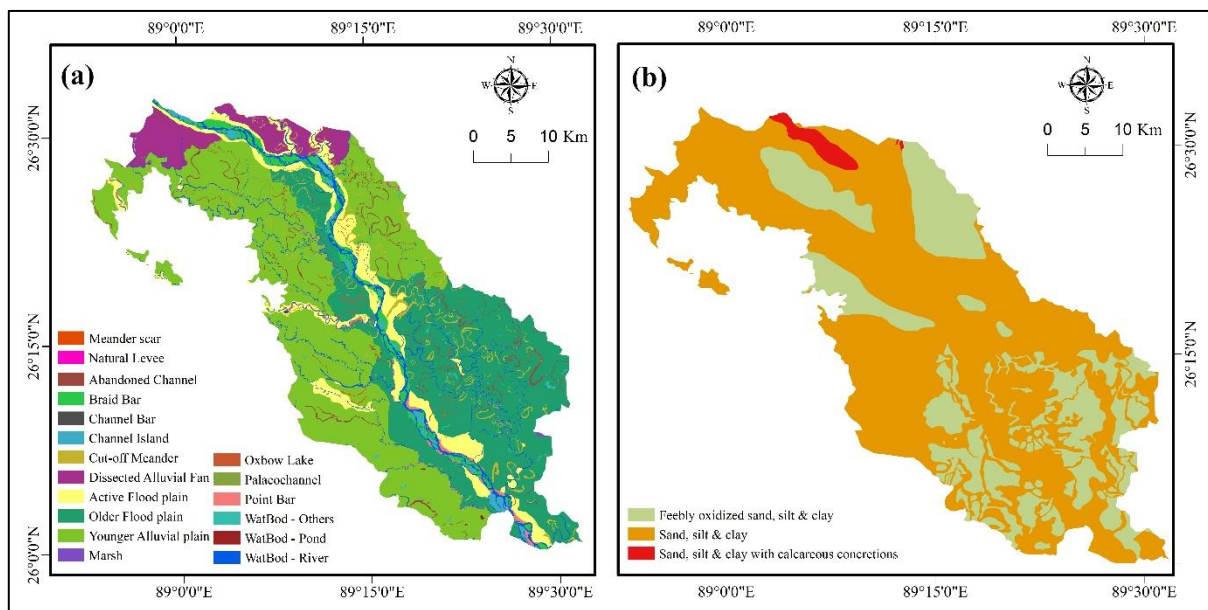 89°0'0"E
89°15'0"E
89°30'0"E
(a)
N
W
E
S
0 5 10 Km
26°30'0"N
26°15'0"N
26°0'0"N
Meander scar
Natural Levee
Abandoned Channel
Braid Bar
Channel Bar
Channel Island
Cut-off Meander
Dissected Alluvial Fan
Active Flood plain
Older Flood plain
Younger Alluvial plain
Marsh
Oxbow Lake
Palaeochannel
Point Bar
WatBod - Others
WatBod - Pond
WatBod - River
89°0'0"E
89°15'0"E
89°30'0"E
89°0'0"E
89°15'0"E
89°30'0"E
(b)
N
W
E
S
0 5 10 Km
26°30'0"N
26°15'0"N
26°0'0"N
Feebly oxidized sand, silt & clay
Sand, silt & clay
Sand, silt & clay with calcareous concretions
89°0'0"E
89°15'0"E
89°30'0"E